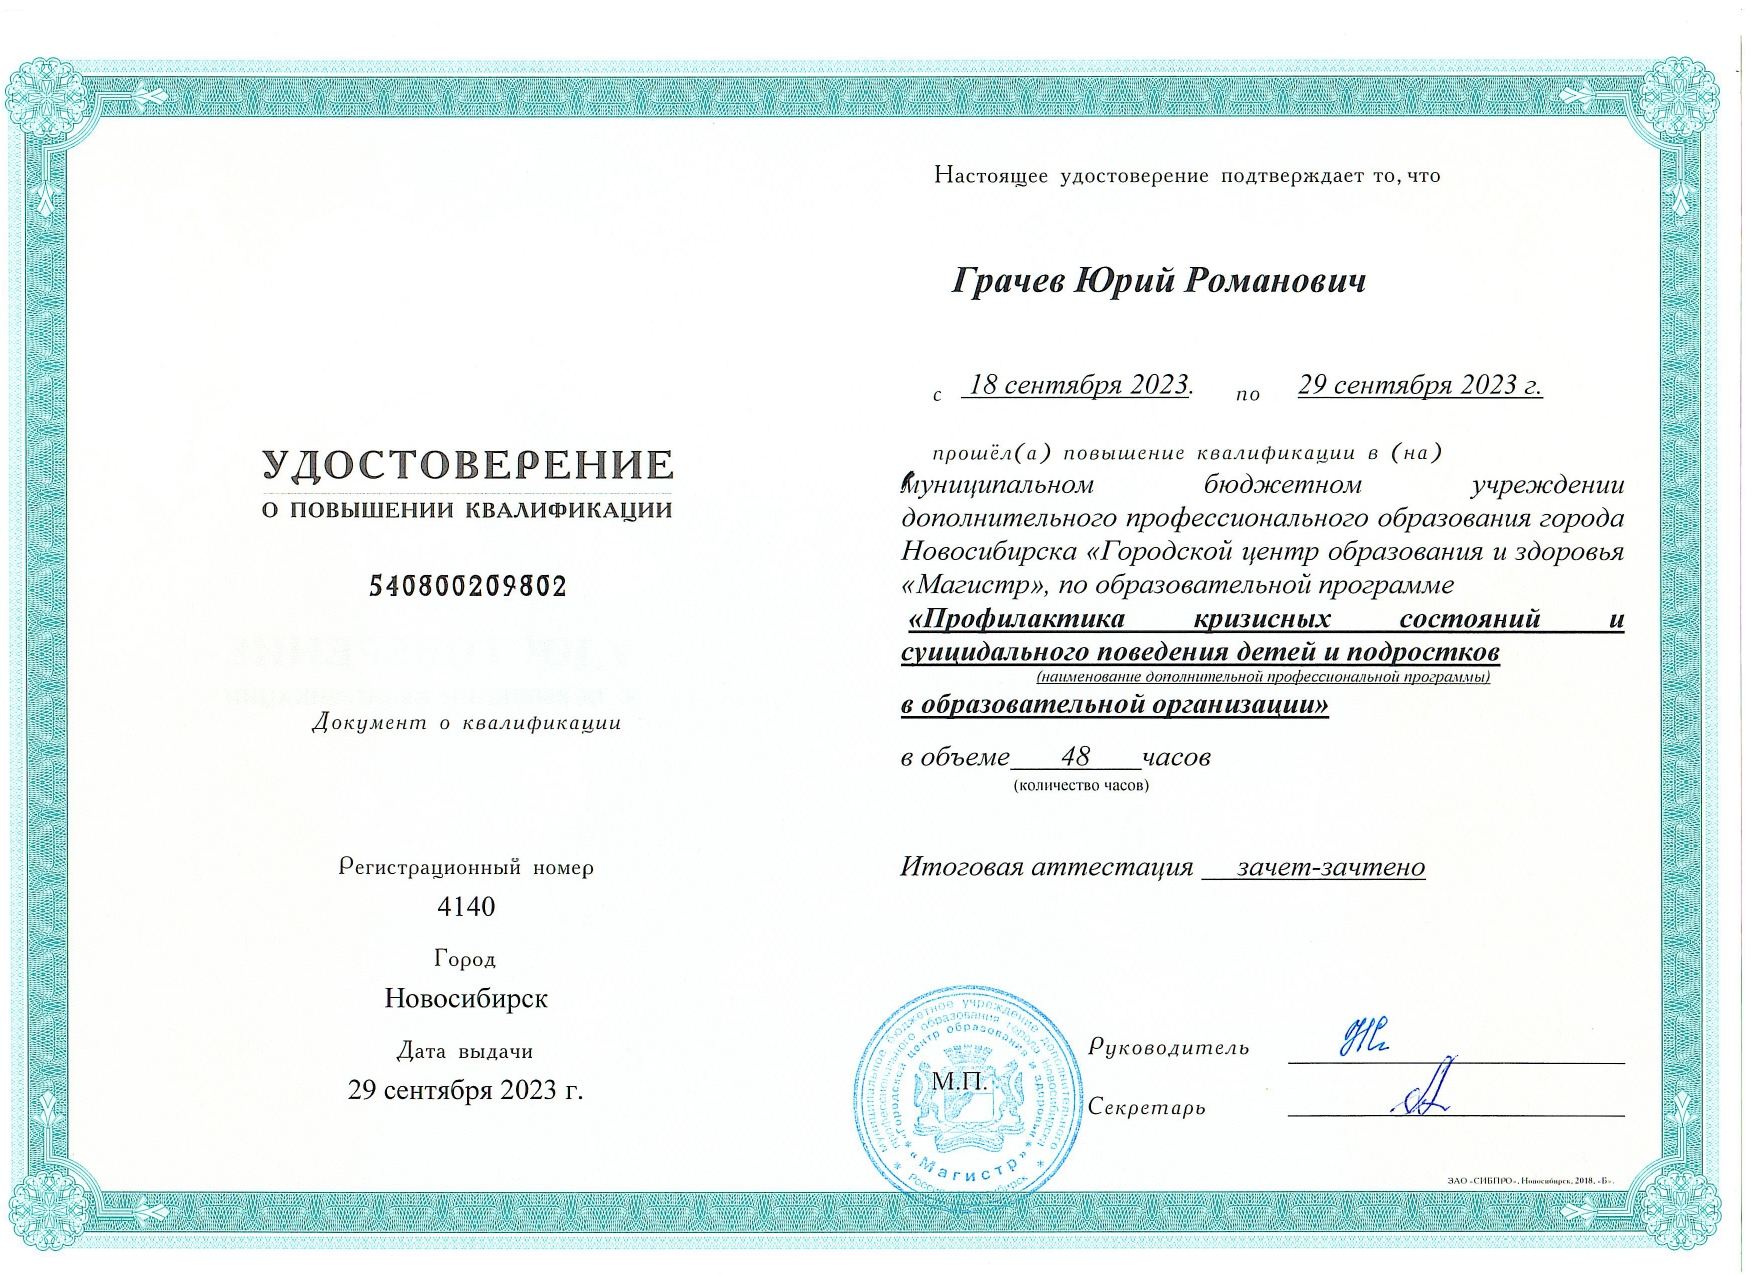 УДОСТОВЕРЕНИЕ
О ПОВЫШЕНИИ КВАЛИФИКАЦИИ
540800209802
Документ о квалификации
Регистрационный номер
4140
Город
Новосибирск
Дата выдачи
29 сентября 2023 г.
Настоящее удостоверение подтверждает то, что
Грачев Юрий Романович
с 18 сентября 2023. по 29 сентября 2023 г.
прошёл(а) повышение квалификации в (на)
муниципальном бюджетном учреждении
дополнительного профессионального образования города
Новосибирска «Городской центр образования и здоровья
«Магистр», по образовательной программе
«Профилактика кризисных состояний и
суицидального поведения детей и подростков
(наименование дополнительной профессиональной программы)
в образовательной организации»
в объеме 48 часов
(количество часов)
Итоговая аттестация зачет-зачтено
муниципальное бюджетное учреждение дополнительного
профессионального образования города Новосибирска
«Городской центр образования и здоровья
«Магистр»
М.П.
Руководитель
Секретарь
ЗАО «СИБПРО», Новосибирск, 2018, «Б».